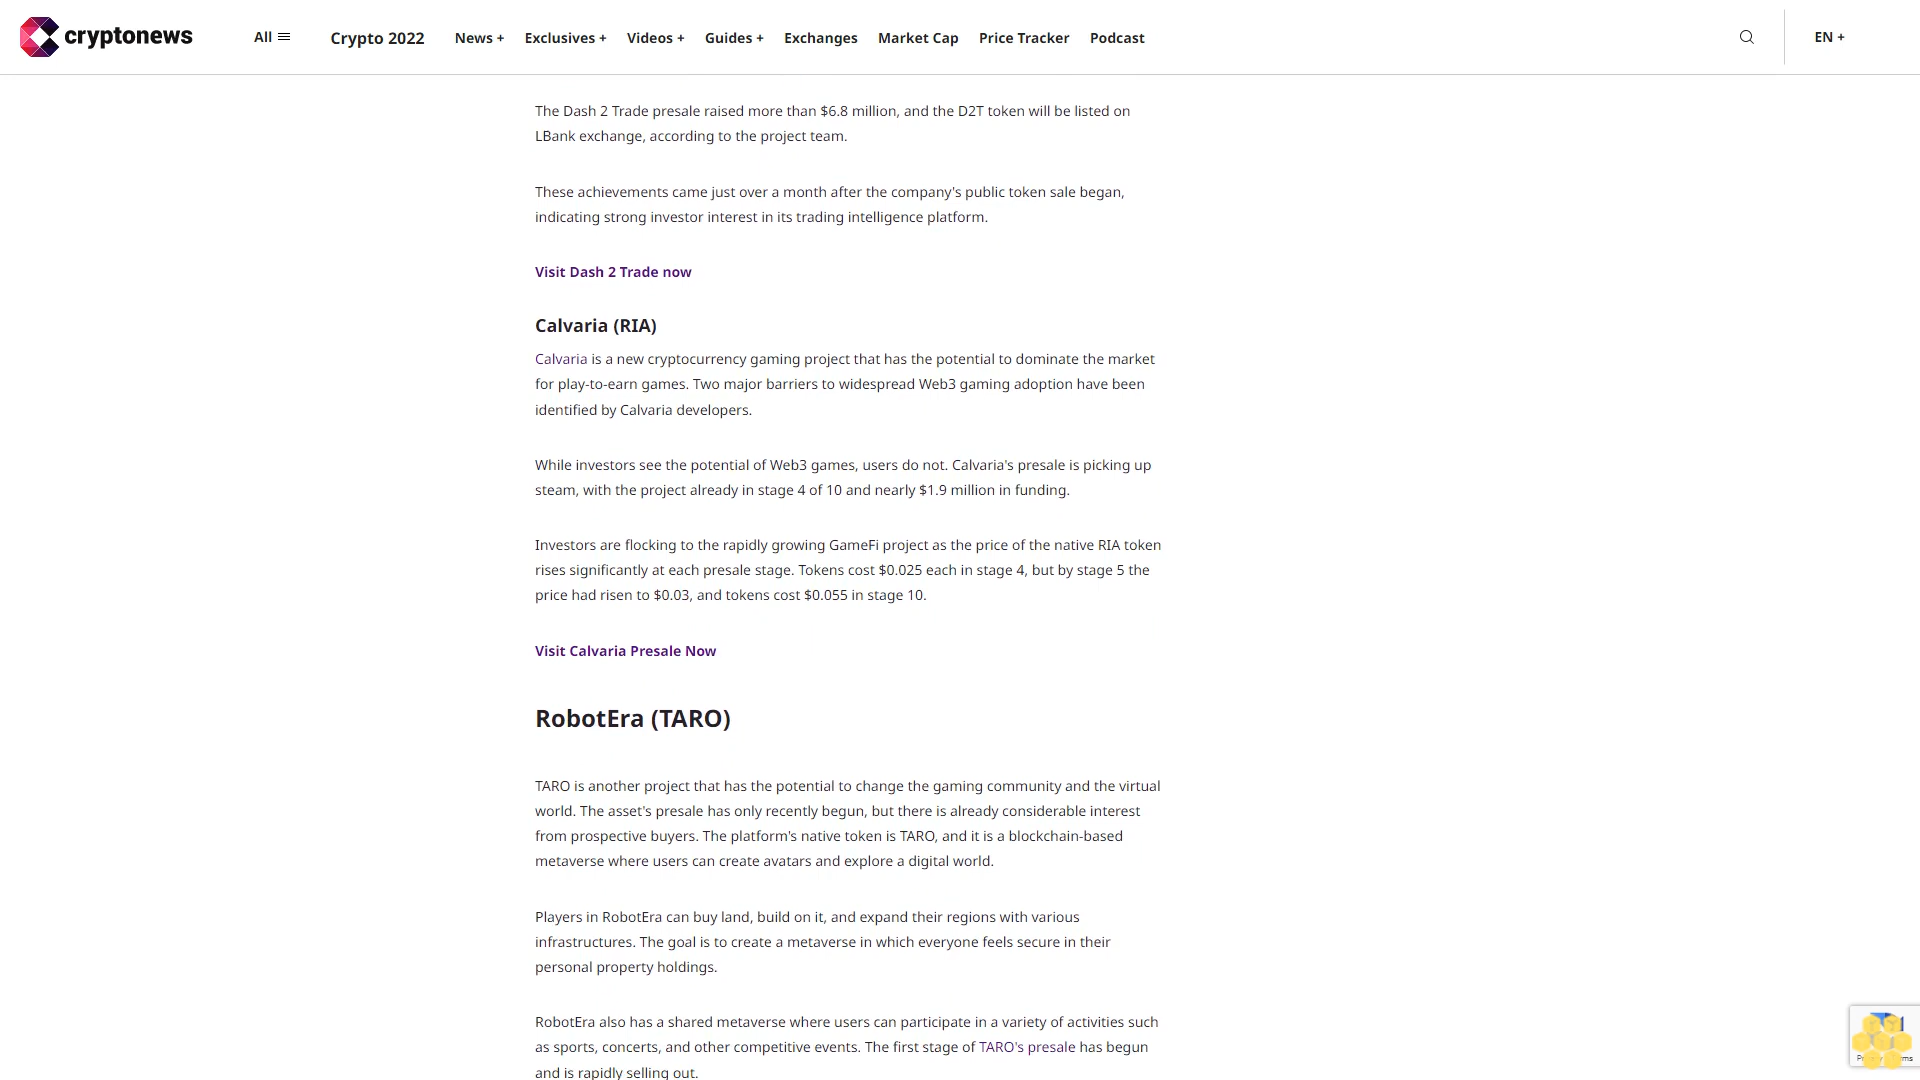 cryptonews
All
Crypto 2022
News +
Exclusives +
Videos +
Guides +
Exchanges
Market Cap
Price Tracker
Podcast
EN +
The Dash 2 Trade presale raised more than $6.8 million, and the D2T token will be listed on
LBank exchange, according to the project team.
These achievements came just over a month after the company's public token sale began,
indicating strong investor interest in its trading intelligence platform.
Visit Dash 2 Trade now
Calvaria (RIA)
Calvaria is a new cryptocurrency gaming project that has the potential to dominate the market
for play-to-earn games. Two major barriers to widespread Web3 gaming adoption have been
identified by Calvaria developers.
While investors see the potential of Web3 games, users do not. Calvaria's presale is picking up
steam, with the project already in stage 4 of 10 and nearly $1.9 million in funding.
Investors are flocking to the rapidly growing GameFi project as the price of the native RIA token
rises significantly at each presale stage. Tokens cost $0.025 each in stage 4, but by stage 5 the
price had risen to $0.03, and tokens cost $0.055 in stage 10.
Visit Calvaria Presale Now
RobotEra (TARO)
TARO is another project that has the potential to change the gaming community and the virtual
world. The asset's presale has only recently begun, but there is already considerable interest
from prospective buyers. The platform's native token is TARO, and it is a blockchain-based
metaverse where users can create avatars and explore a digital world.
Players in RobotEra can buy land, build on it, and expand their regions with various
infrastructures. The goal is to create a metaverse in which everyone feels secure in their
personal property holdings.
RobotEra also has a shared metaverse where users can participate in a variety of activities such
as sports, concerts, and other competitive events. The first stage of TARO's presale has begun
and is rapidly selling out.